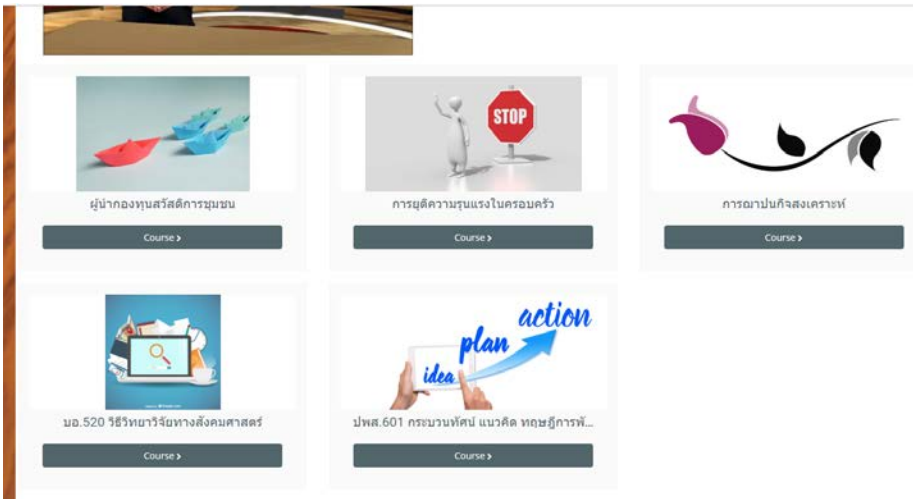 STOP
ผู้นำกองทุนสวัสดิการชุมชน
การยุติความรุนแรงในครอบครัว
การฌาปนกิจสงเคราะห์
Course >
Course >
Course >
action
plan
idea
บอ.520 วิธีวิทยาวิจัยทางสังคมศาสตร์
ปพส.601 กระบวนทัศน์ แนวคิด ทฤษฎีการพั...
Course >
Course >